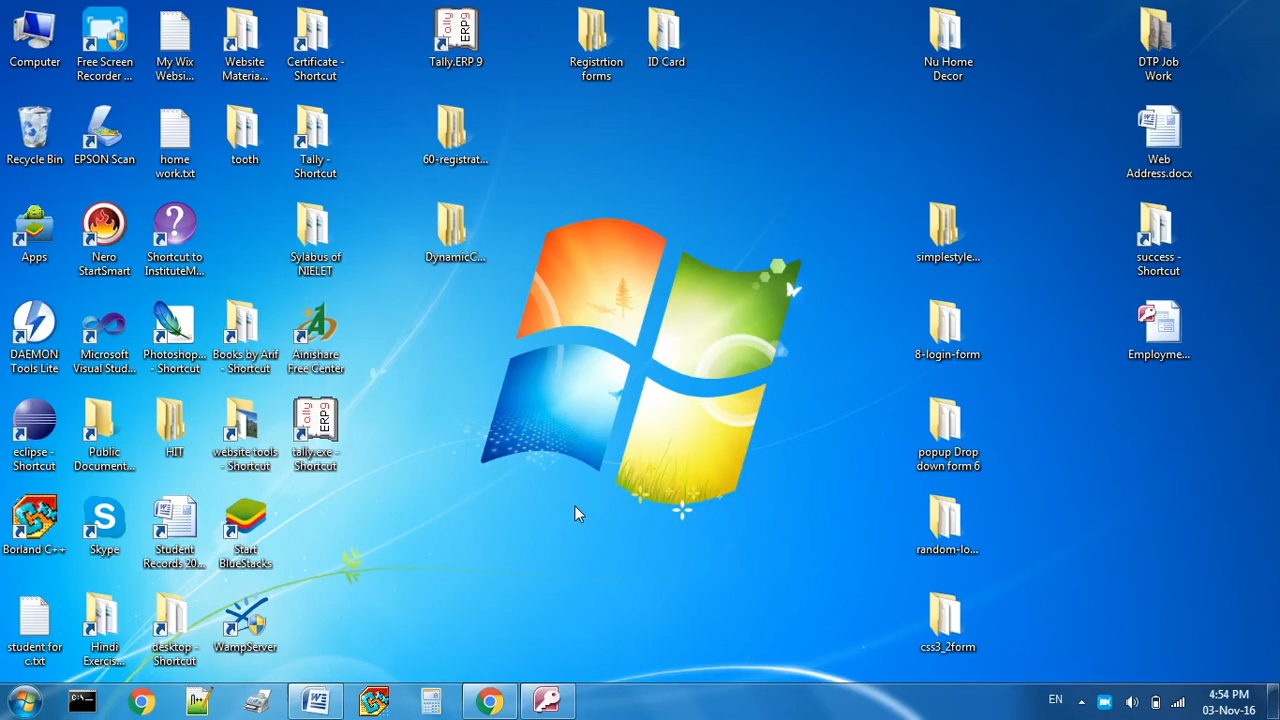 Computer
Free Screen
Recorder ...
My Wix
Websi...
Website
Materia...
Certificate -
Shortcut
Tally
ERP9
Tally.ERP 9
Registrtion
forms
ID Card
Nu Home
Decor
DTP Job
Work
Recycle Bin
EPSON Scan
home
work.txt
tooth
Tally -
Shortcut
60-registrat...
Web
Address.docx
Apps
Nero
StartSmart
Shortcut to
InstituteM...
Sylabus of
NIELET
DynamicC...
simplestyle...
success -
Shortcut
DAEMON
Tools Lite
Microsoft
Visual Stud...
Photoshop...
- Shortcut
Books by Arif
- Shortcut
Ainishare
Free Center
8-login-form
Employme...
eclipse -
Shortcut
Public
Document...
HIT
website tools
- Shortcut
Tally
ERP9
tally.exe -
Shortcut
popup Drop
down form 6
Borland C++
Skype
Student
Records 20...
Start
BlueStacks
random-lo...
student for
c.txt
Hindi
Exercis...
desktop -
Shortcut
WampServer
css3_2form
EN
4:54 PM
03-Nov-16